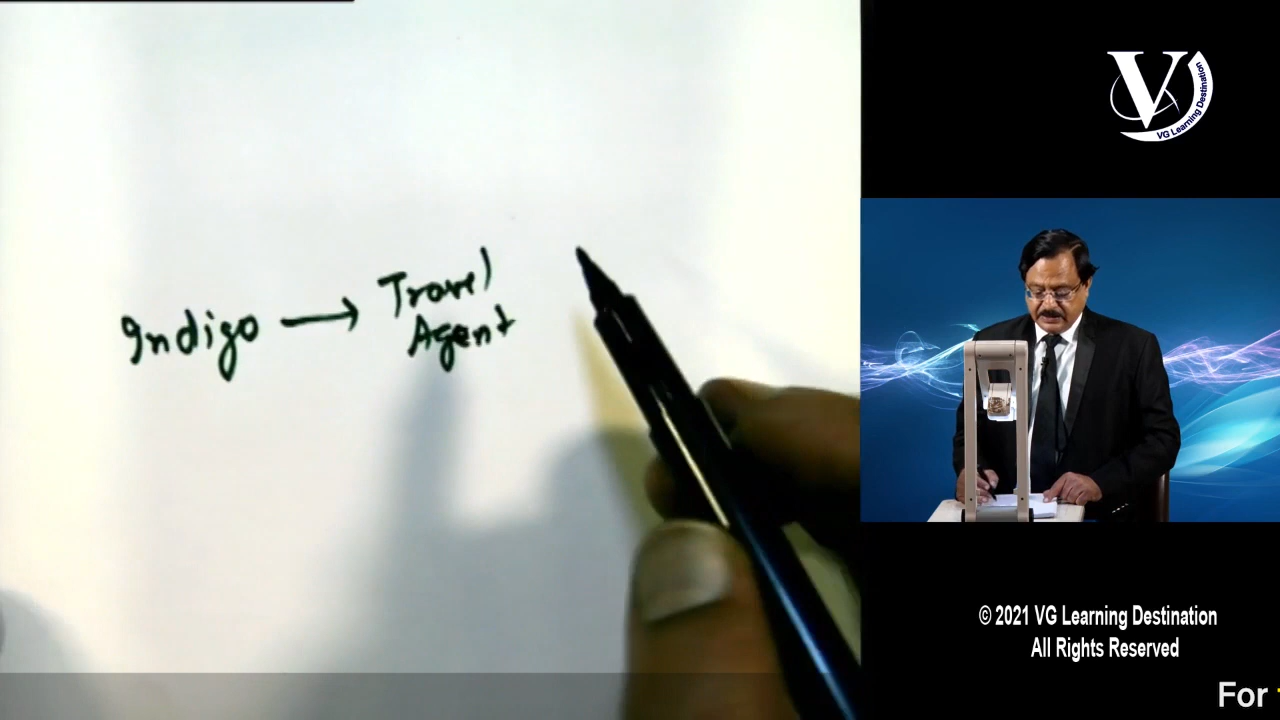 Indigo → Travel
Agent
V
VG Learning Destination
© 2021 VG Learning Destination
All Rights Reserved
For